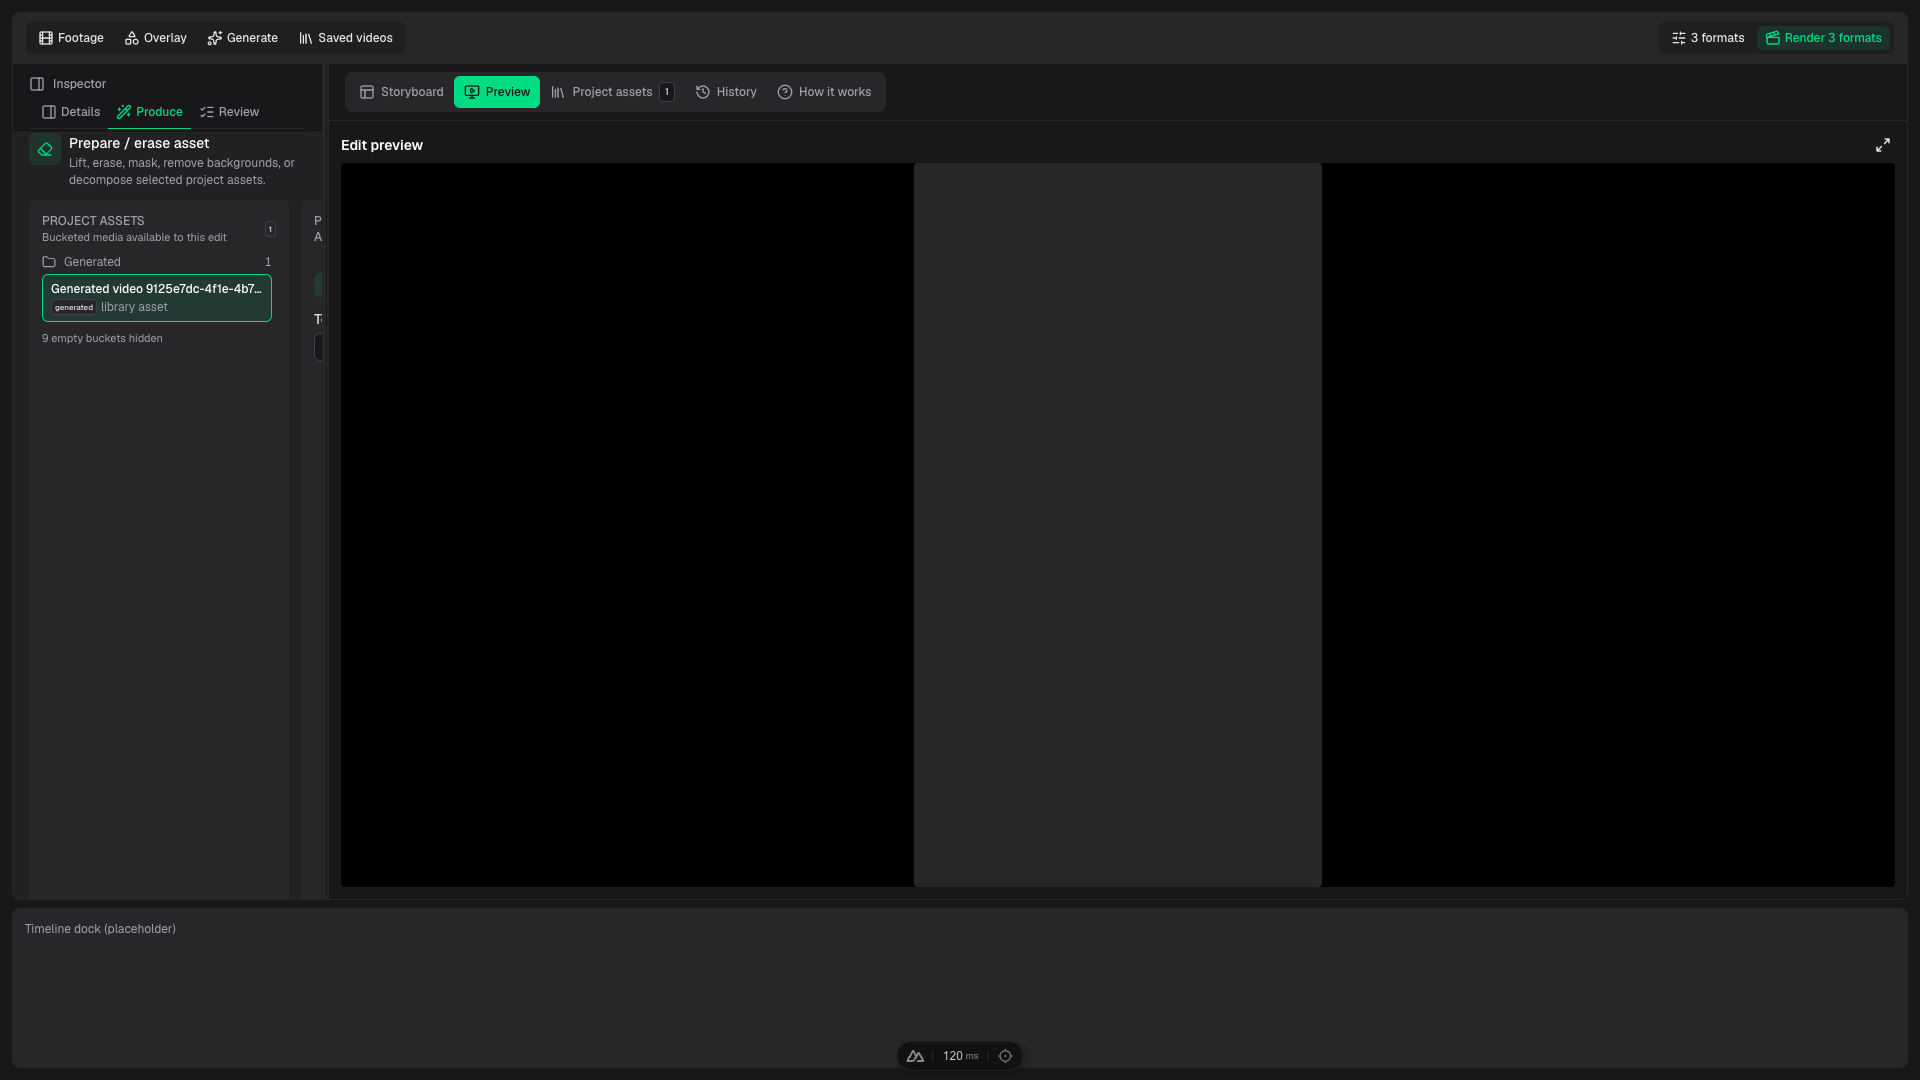 Footage
Overlay
Generate
Saved videos
3 formats
Render 3 formats
Inspector
Details
Produce
Review
Storyboard
Preview
Project assets 1
History
How it works
Prepare / erase asset
Lift, erase, mask, remove backgrounds, or
decompose selected project assets.
PROJECT ASSETS
Bucketed media available to this edit
1
Generated 1
Generated video 9125e7dc-4f1e-4b7...
generated library asset
9 empty buckets hidden
P
A
Edit preview
Timeline dock (placeholder)
120 ms